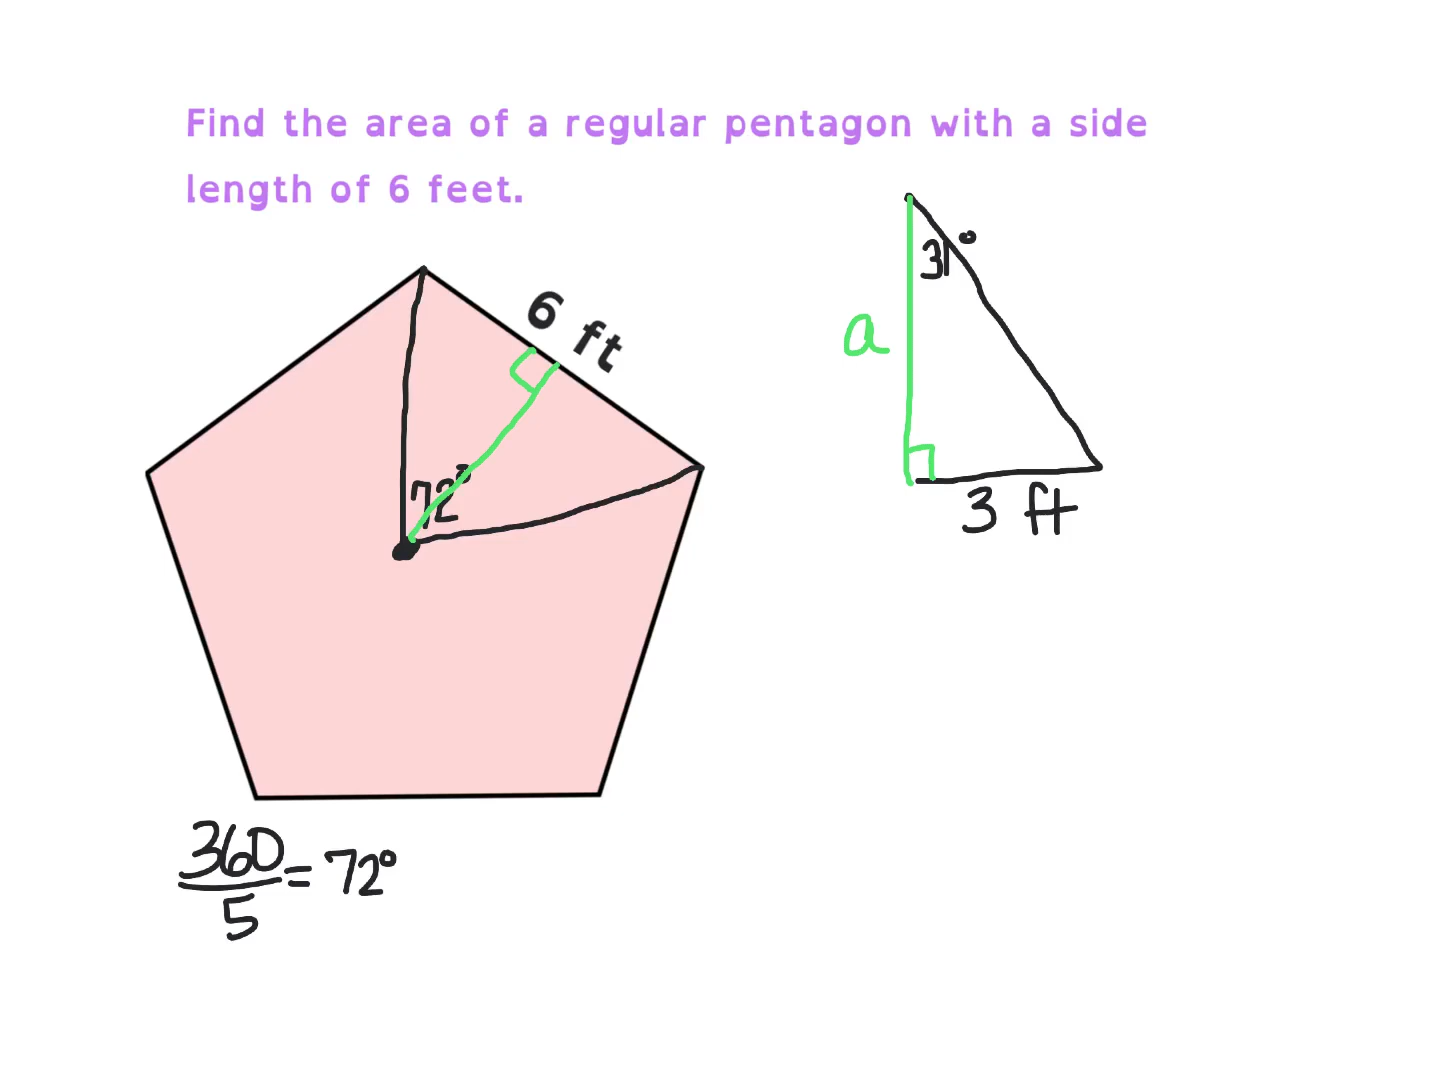 Find the area of a regular pentagon with a side
length of 6 feet.
6 ft
72°
31°
a
3 ft
360/5 = 72°